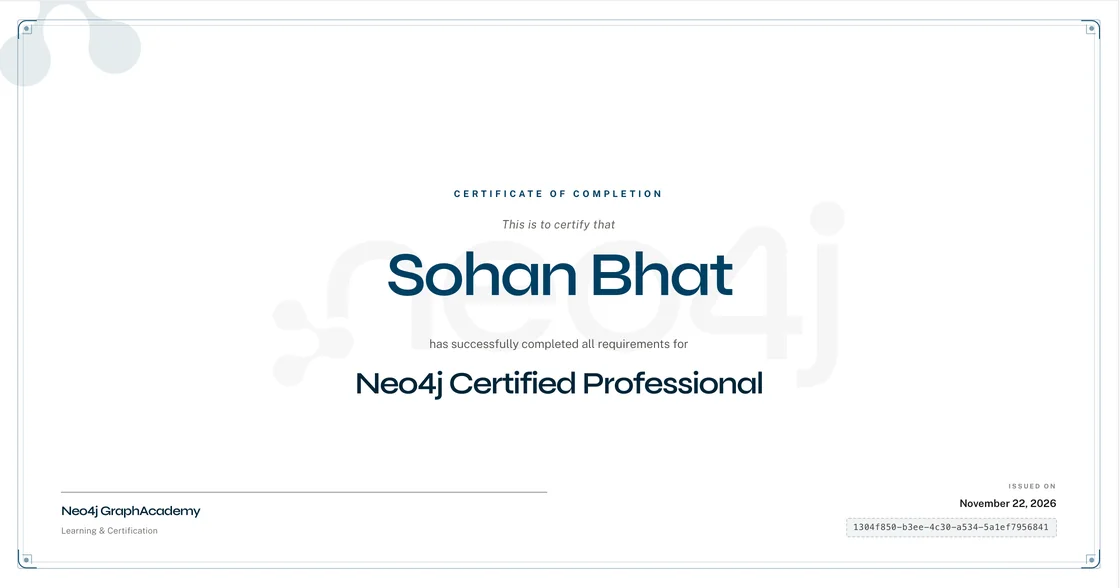 CERTIFICATE OF COMPLETION
This is to certify that
neo4j
Sohan Bhat
has successfully completed all requirements for
Neo4j Certified Professional
Neo4j GraphAcademy
Learning & Certification
ISSUED ON
November 22, 2026
1304f850-b3ee-4c30-a534-5a1ef7956841